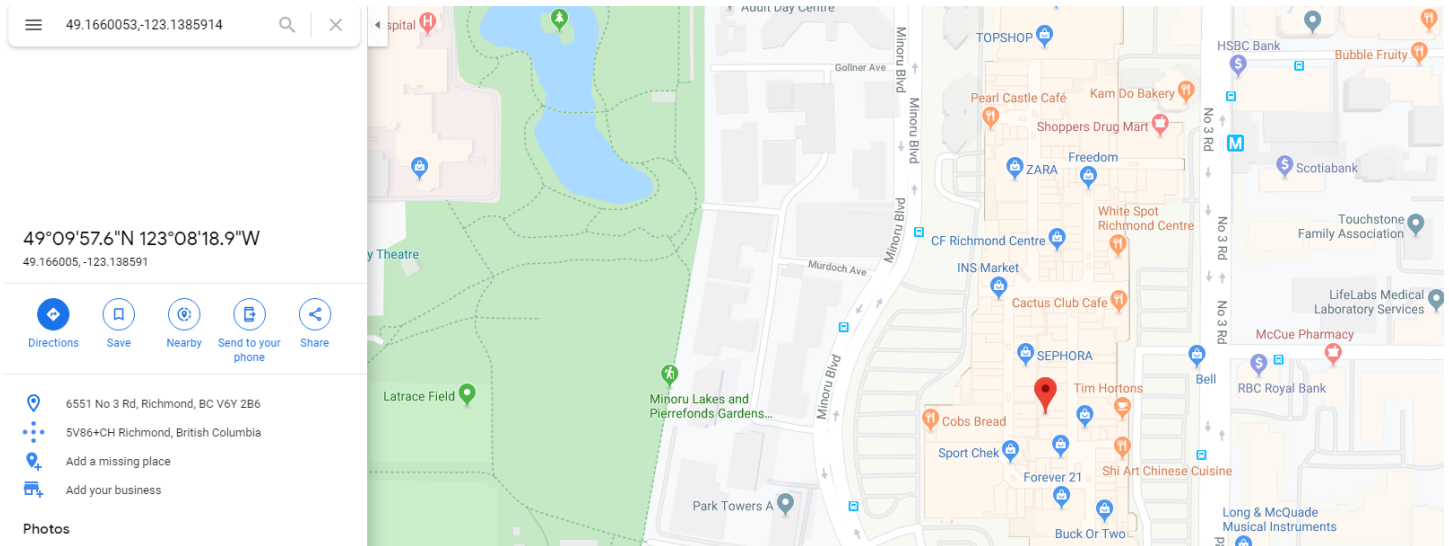 49.1660053,-123.1385914
49°09'57.6"N 123°08'18.9"W
49.166005, -123.138591
Directions
Save
Nearby
Send to your
phone
Share
6551 No 3 Rd, Richmond, BC V6Y 2B6
5V86+CH Richmond, British Columbia
Add a missing place
Add your business
Photos
spital
H
y Theatre
Latrace Field
Minoru Lakes and
Pierrefonds Gardens...
Adult Day Centre
Gollner Ave
Minoru Blvd
Minoru Blvd
Minoru Blvd
Murdoch Ave
Minoru Blvd
Park Towers A
TOPSHOP
Pearl Castle Café
Kam Do Bakery
Shoppers Drug Mart
ZARA
Freedom
White Spot
Richmond Centre
CF Richmond Centre
INS Market
Cactus Club Cafe
SEPHORA
Tim Hortons
Cobs Bread
Sport Chek
Shi Art Chinese Cuisine
Forever 21
Buck Or Two
No 3 Rd
No 3 Rd
No 3 Rd
HSBC Bank
Bubble Fruity
M
Scotiabank
Touchstone
Family Association
LifeLabs Medical
Laboratory Services
McCue Pharmacy
Bell
RBC Royal Bank
Long & McQuade
Musical Instruments